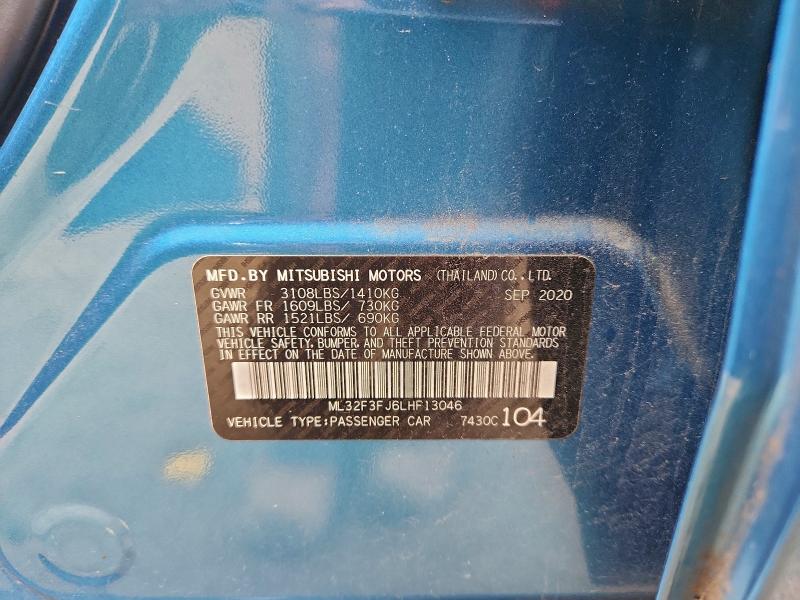 MFD.BY MITSUBISHI MOTORS (THAILAND)CO.,LTD.
GVWR 3108LBS/1410KG SEP 2020
GAWR FR 1609LBS/ 730KG
GAWR RR 1521LBS/ 690KG
THIS VEHICLE CONFORMS TO ALL APPLICABLE FEDERAL MOTOR
VEHICLE SAFETY, BUMPER, AND THEFT PREVENTION STANDARDS
IN EFFECT ON THE DATE OF MANUFACTURE SHOWN ABOVE.
ML32F3FJ6LHF13046
VEHICLE TYPE:PASSENGER CAR 7430C 104